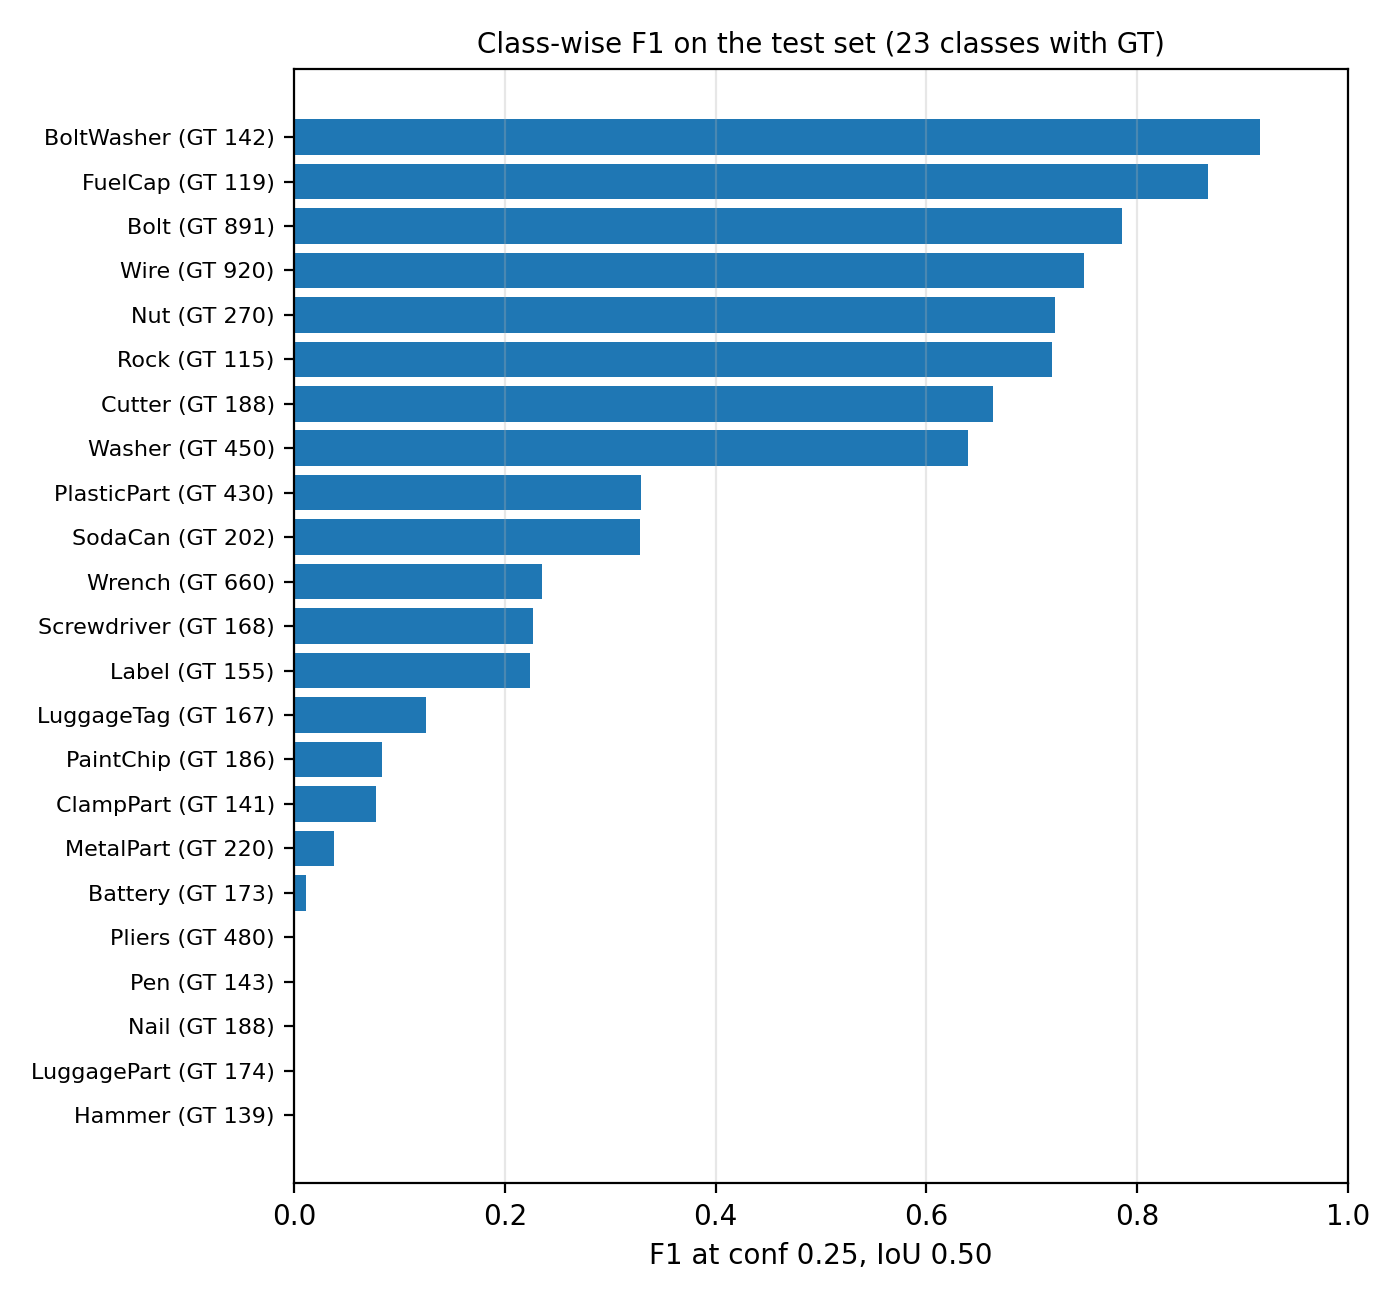 Class-wise F1 on the test set (23 classes with GT)
BoltWasher (GT 142)
FuelCap (GT 119)
Bolt (GT 891)
Wire (GT 920)
Nut (GT 270)
Rock (GT 115)
Cutter (GT 188)
Washer (GT 450)
PlasticPart (GT 430)
SodaCan (GT 202)
Wrench (GT 660)
Screwdriver (GT 168)
Label (GT 155)
LuggageTag (GT 167)
PaintChip (GT 186)
ClampPart (GT 141)
MetalPart (GT 220)
Battery (GT 173)
Pliers (GT 480)
Pen (GT 143)
Nail (GT 188)
LuggagePart (GT 174)
Hammer (GT 139)
0.0 0.2 0.4 0.6 0.8 1.0
F1 at conf 0.25, IoU 0.50